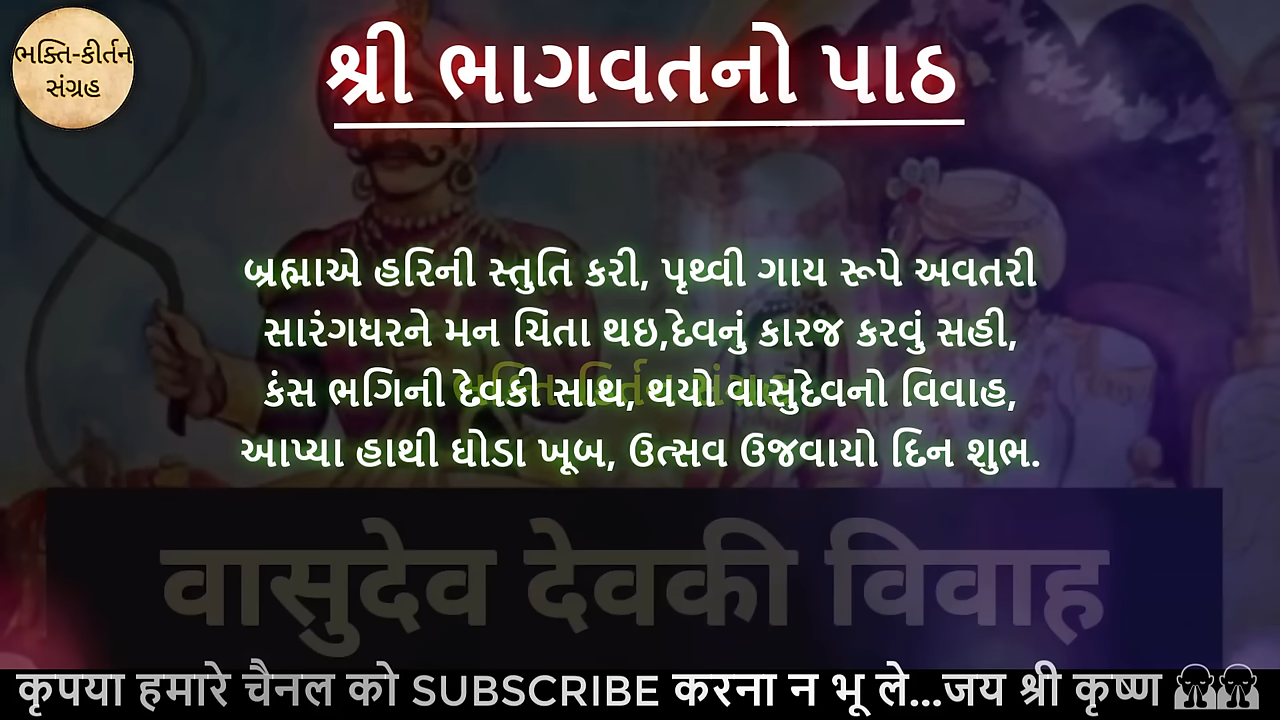 ભક્તિ-કીર્તન
સંગ્રહ
શ્રી ભાગવતનો પાઠ
બ્રહ્માએ હરિની સ્તુતિ કરી, પૃથ્વી ગાય રૂપે અવતરી
સારંગધરને મન ચિંતા થઇ,દેવનું કારજ કરવું સહી,
કંસ ભગિની દેવકી સાથ, થયો વાસુદેવનો વિવાહ,
આપ્યા હાથી ઘોડા ખૂબ, ઉત્સવ ઉજવાયો દિન શુભ.
वासुदेव देवकी विवाह
कृपया हमारे चैनल को SUBSCRIBE करना न भू ले...जय श्री कृष्ण